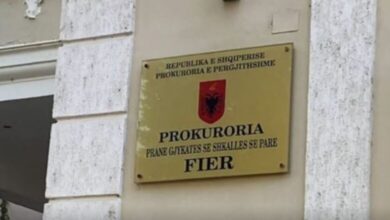 REPUBLIKA E SHQIPERISE
PROKURORIA E PERGJITHSHME
PROKURORIA
PRANE GJYKATES SE SHKALLES SE PARE
FIER